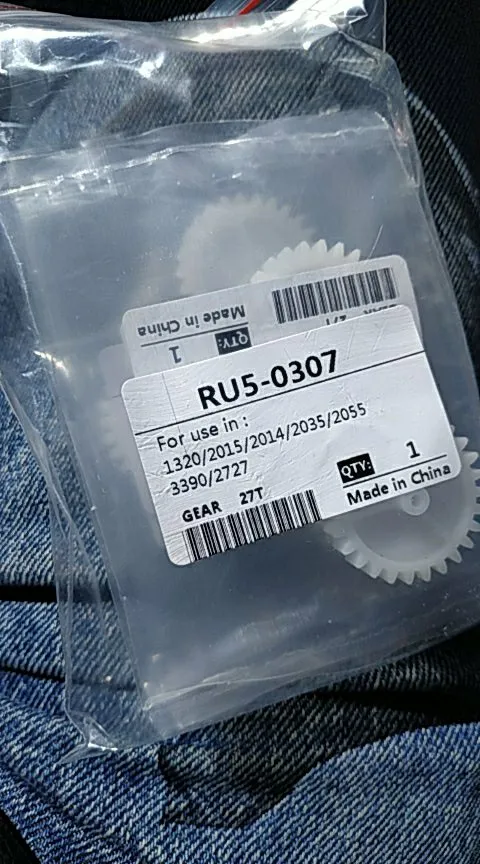 RU5-0307
For use in :
1320/2015/2014/2035/2055
3390/2727
GEAR 27T
QTY: 1
Made in China
Made in China
QTY: 1
27T